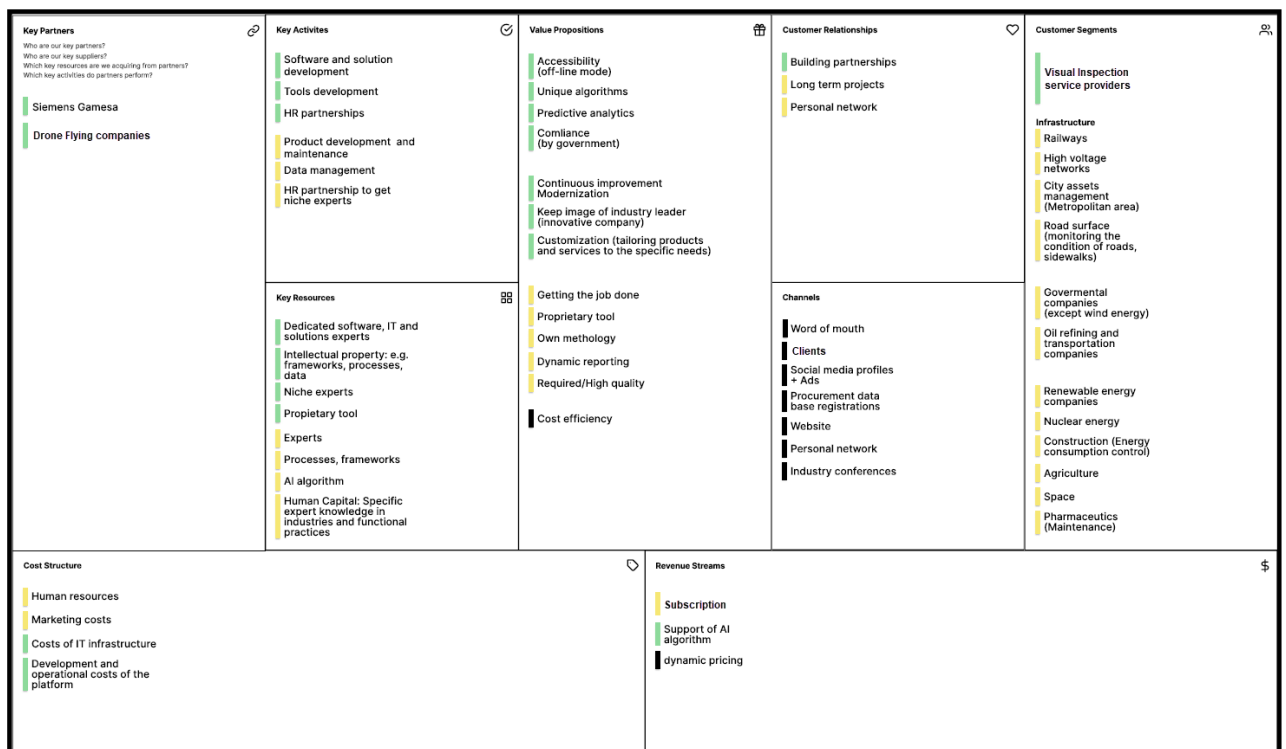 Key Partners
Who are our key partners?
Who are our key suppliers?
Which key resources are we acquiring from partners?
Which key activities do partners perform?
Siemens Gamesa
Drone Flying companies
Key Activites
Software and solution
development
Tools development
HR partnerships
Product development and
maintenance
Data management
HR partnership to get
niche experts
Key Resources
Dedicated software, IT and
solutions experts
Intellectual property: e.g.
frameworks, processes,
data
Niche experts
Propietary tool
Experts
Processes, frameworks
AI algorithm
Human Capital: Specific
expert knowledge in
industries and functional
practices
Value Propositions
Accessibility
(off-line mode)
Unique algorithms
Predictive analytics
Comliance
(by government)
Continuous improvement
Modernization
Keep image of industry leader
(innovative company)
Customization (tailoring products
and services to the specific needs)
Getting the job done
Proprietary tool
Own methology
Dynamic reporting
Required/High quality
Cost efficiency
Customer Relationships
Building partnerships
Long term projects
Personal network
Channels
Word of mouth
Clients
Social media profiles
+ Ads
Procurement data
base registrations
Website
Personal network
Industry conferences
Customer Segments
Visual Inspection
service providers
Infrastructure
Railways
High voltage
networks
City assets
management
(Metropolitan area)
Road surface
(monitoring the
condition of roads,
sidewalks)
Govermental
companies
(except wind energy)
Oil refining and
transportation
companies
Renewable energy
companies
Nuclear energy
Construction (Energy
consumption control)
Agriculture
Space
Pharmaceutics
(Maintenance)
Cost Structure
Human resources
Marketing costs
Costs of IT infrastructure
Development and
operational costs of the
platform
Revenue Streams
$
Subscription
Support of AI
algorithm
dynamic pricing